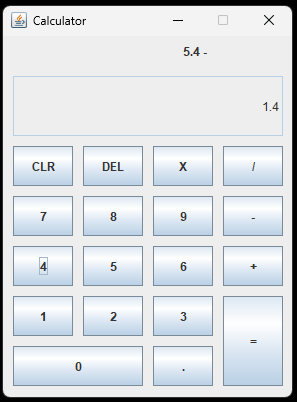 Calculator
5.4 -
1.4
CLR DEL X /
7 8 9 -
4 5 6 +
1 2 3
=
0 .